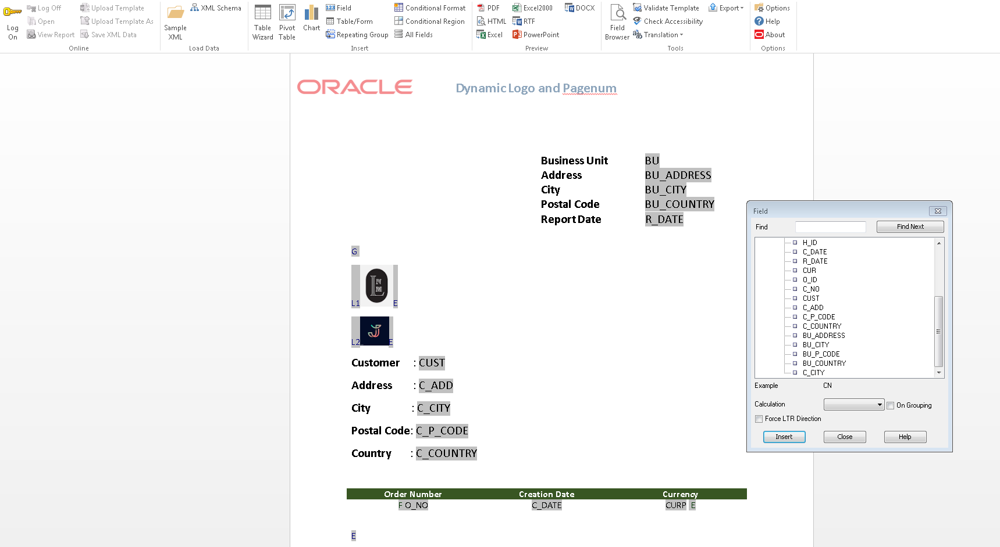 Log On
Log Off
Open
View Report
Upload Template
Upload Template As
Save XML Data
Online
Sample XML
XML Schema
Load Data
Table Wizard
Pivot Table
Chart
123 Field
Table/Form
Repeating Group
Conditional Format
Conditional Region
All Fields
Insert
PDF
HTML
Excel
Excel2000
RTF
PowerPoint
DOCX
Preview
Field Browser
Validate Template
Check Accessibility
Translation
Export
Tools
Options
Help
About
Options
ORACLE
Dynamic Logo and Pagenum
Business Unit BU
Address BU_ADDRESS
City BU_CITY
Postal Code BU_COUNTRY
Report Date R_DATE
G
L1 E
L2 E
Customer : CUST
Address : C_ADD
City : C_CITY
Postal Code: C_P_CODE
Country : C_COUNTRY
Order Number Creation Date Currency
F O_NO C_DATE CURP E
E
Field
Find Find Next
H_ID
C_DATE
R_DATE
CUR
O_ID
C_NO
CUST
C_ADD
C_P_CODE
C_COUNTRY
BU_ADDRESS
BU_CITY
BU_P_CODE
BU_COUNTRY
C_CITY
Example CN
Calculation On Grouping
Force LTR Direction
Insert Close Help